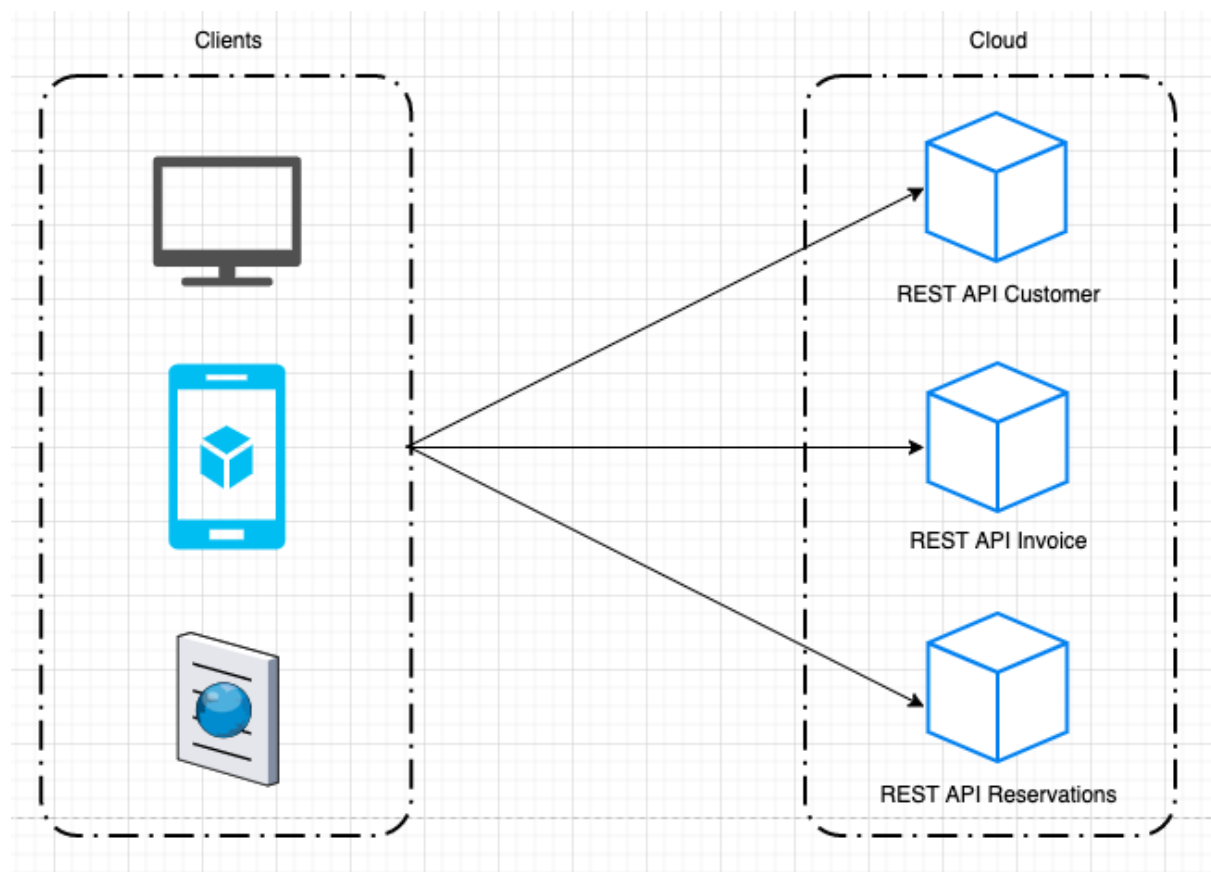 Clients
Cloud
REST API Customer
REST API Invoice
REST API Reservations